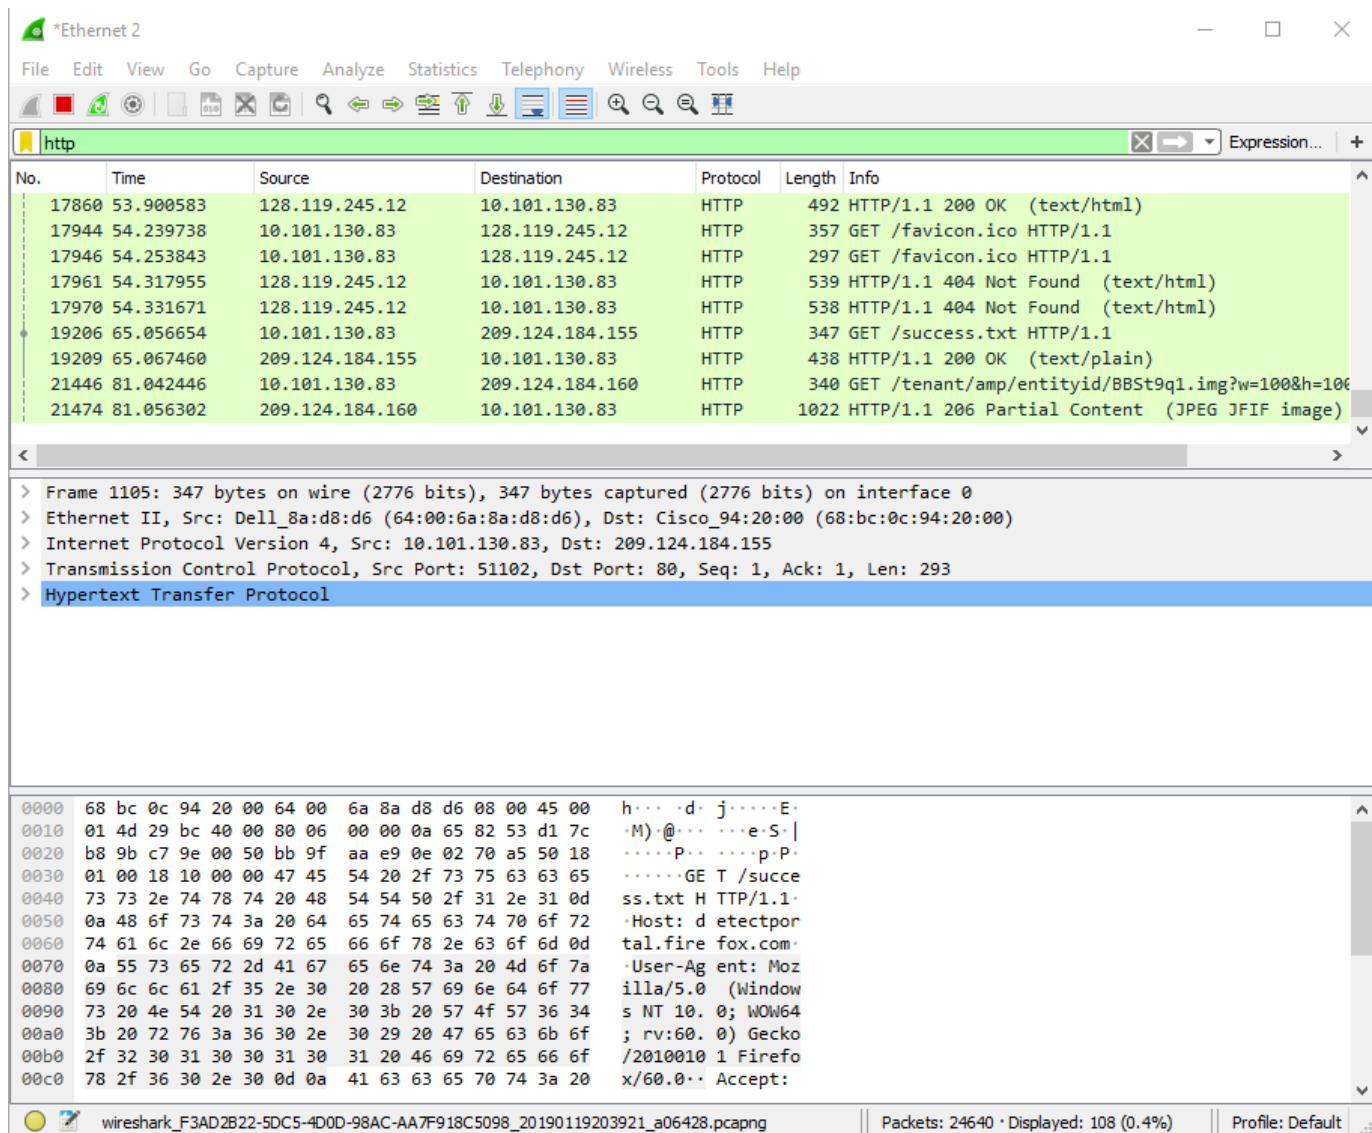 *Ethernet 2
File Edit View Go Capture Analyze Statistics Telephony Wireless Tools Help
http Expression... +
No. Time Source Destination Protocol Length Info
17860 53.900583 128.119.245.12 10.101.130.83 HTTP 492 HTTP/1.1 200 OK (text/html)
17944 54.239738 10.101.130.83 128.119.245.12 HTTP 357 GET /favicon.ico HTTP/1.1
17946 54.253843 10.101.130.83 128.119.245.12 HTTP 297 GET /favicon.ico HTTP/1.1
17961 54.317955 128.119.245.12 10.101.130.83 HTTP 539 HTTP/1.1 404 Not Found (text/html)
17970 54.331671 128.119.245.12 10.101.130.83 HTTP 538 HTTP/1.1 404 Not Found (text/html)
19206 65.056654 10.101.130.83 209.124.184.155 HTTP 347 GET /success.txt HTTP/1.1
19209 65.067460 209.124.184.155 10.101.130.83 HTTP 438 HTTP/1.1 200 OK (text/plain)
21446 81.042446 10.101.130.83 209.124.184.160 HTTP 340 GET /tenant/amp/entityid/BBSt9q1.img?w=100&h=100
21474 81.056302 209.124.184.160 10.101.130.83 HTTP 1022 HTTP/1.1 206 Partial Content (JPEG JFIF image)
> Frame 1105: 347 bytes on wire (2776 bits), 347 bytes captured (2776 bits) on interface 0
> Ethernet II, Src: Dell_8a:d8:d6 (64:00:6a:8a:d8:d6), Dst: Cisco_94:20:00 (68:bc:0c:94:20:00)
> Internet Protocol Version 4, Src: 10.101.130.83, Dst: 209.124.184.155
> Transmission Control Protocol, Src Port: 51102, Dst Port: 80, Seq: 1, Ack: 1, Len: 293
> Hypertext Transfer Protocol
0000 68 bc 0c 94 20 00 64 00 6a 8a d8 d6 08 00 45 00 h··· ·d· j·····E·
0010 01 4d 29 bc 40 00 80 06 00 00 0a 65 82 53 d1 7c ·M)·@··· ···e·S·|
0020 b8 9b c7 9e 00 50 bb 9f aa e9 0e 02 70 a5 50 18 ·····P·· ····p·P·
0030 01 00 18 10 00 00 47 45 54 20 2f 73 75 63 63 65 ······GE T /succe
0040 73 73 2e 74 78 74 20 48 54 54 50 2f 31 2e 31 0d ss.txt H TTP/1.1·
0050 0a 48 6f 73 74 3a 20 64 65 74 65 63 74 70 6f 72 ·Host: d etectpor
0060 74 61 6c 2e 66 69 72 65 66 6f 78 2e 63 6f 6d 0d tal.fire fox.com·
0070 0a 55 73 65 72 2d 41 67 65 6e 74 3a 20 4d 6f 7a ·User-Ag ent: Moz
0080 69 6c 6c 61 2f 35 2e 30 20 28 57 69 6e 64 6f 77 illa/5.0 (Window
0090 73 20 4e 54 20 31 30 2e 30 3b 20 57 4f 57 36 34 s NT 10. 0; WOW64
00a0 3b 20 72 76 3a 36 30 2e 30 29 20 47 65 63 6b 6f ; rv:60. 0) Gecko
00b0 2f 32 30 31 30 30 31 30 31 20 46 69 72 65 66 6f /2010010 1 Firefo
00c0 78 2f 36 30 2e 30 0d 0a 41 63 63 65 70 74 3a 20 x/60.0·· Accept:
wireshark_F3AD2B22-5DC5-4D0D-98AC-AA7F918C5098_20190119203921_a06428.pcapng Packets: 24640 · Displayed: 108 (0.4%) Profile: Default